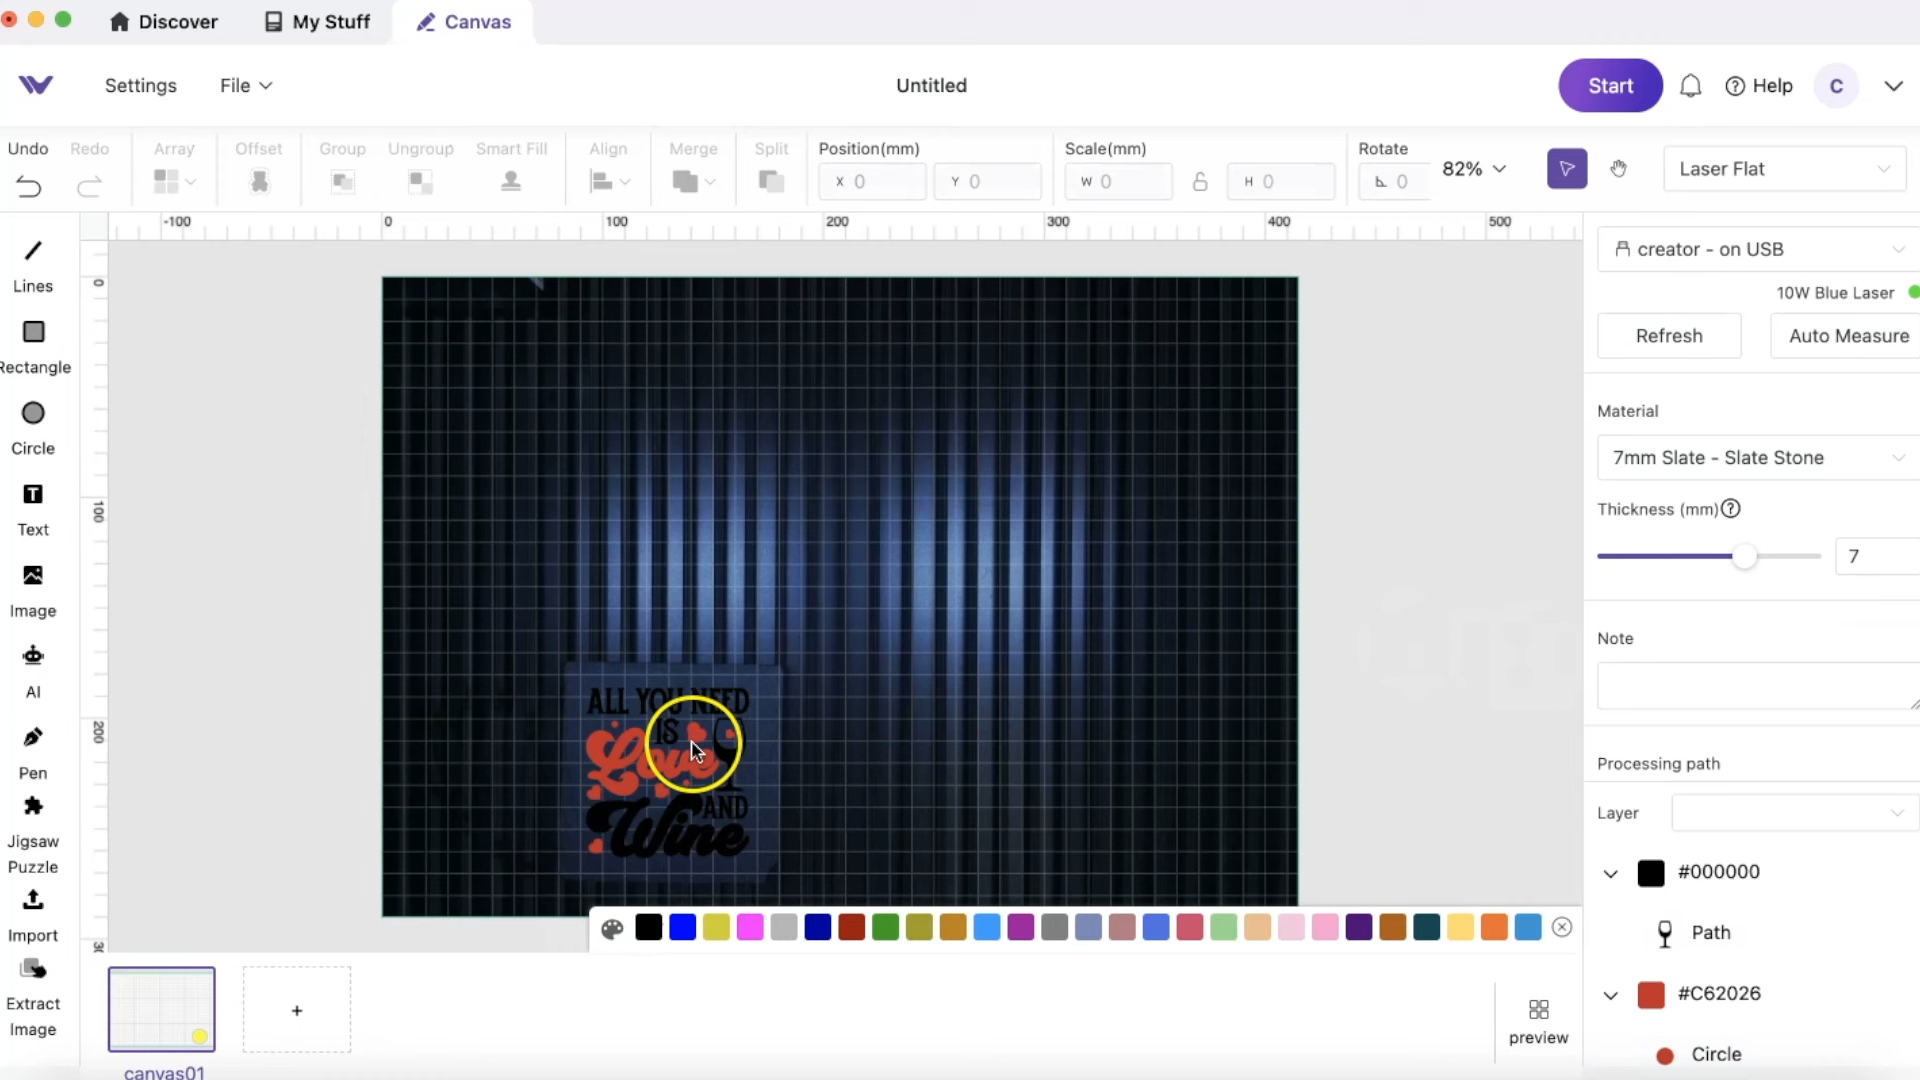 Discover
My Stuff
Canvas
Settings
File
Untitled
Start
Help
C
Undo
Redo
Array
Offset
Group
Ungroup
Smart Fill
Align
Merge
Split
Position(mm)
X 0
Y 0
Scale(mm)
W 0
H 0
Rotate
0
82%
Laser Flat
-100
0
100
200
300
400
500
0
100
200
Lines
Rectangle
Circle
Text
Image
AI
Pen
Jigsaw
Puzzle
Import
Extract
Image
ALL YOU NEED
IS
Love
AND
Wine
creator - on USB
10W Blue Laser
Refresh
Auto Measure
Material
7mm Slate - Slate Stone
Thickness (mm)
7
Note
Processing path
Layer
#000000
Path
#C62026
Circle
+
preview
canvas01